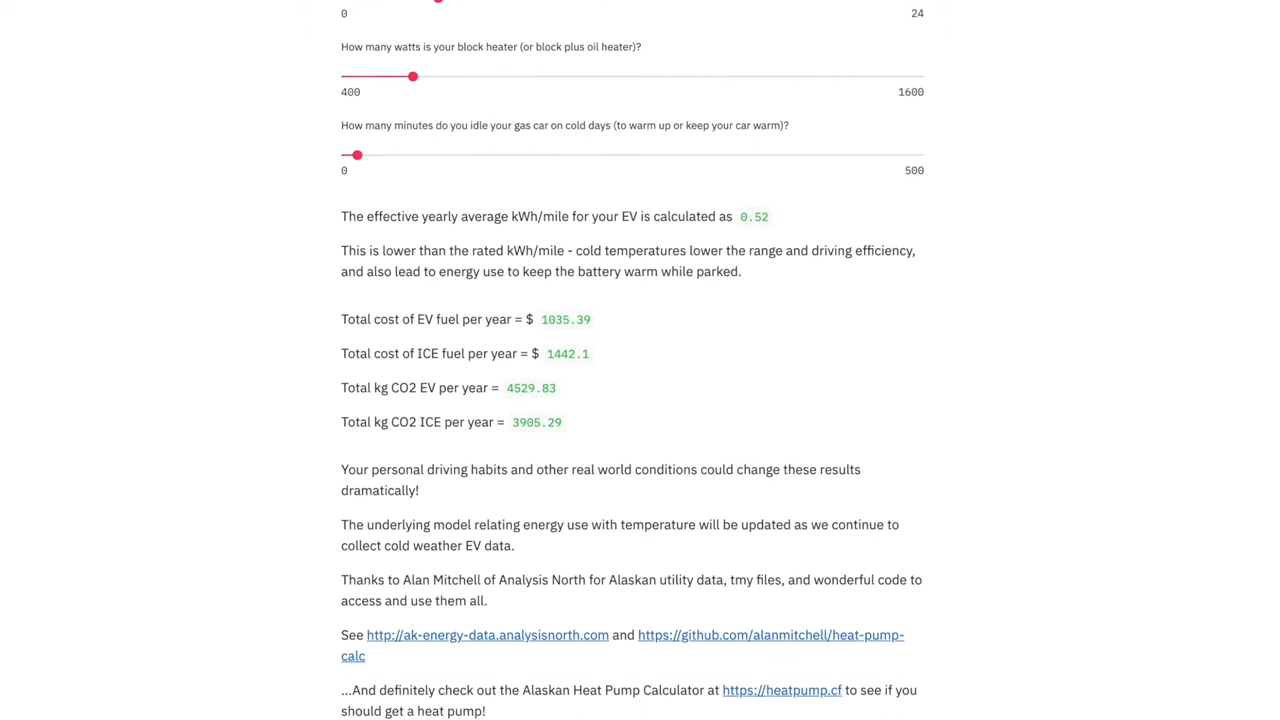 0 24
How many watts is your block heater (or block plus oil heater)?
400 1600
How many minutes do you idle your gas car on cold days (to warm up or keep your car warm)?
0 500
The effective yearly average kWh/mile for your EV is calculated as 0.52
This is lower than the rated kWh/mile - cold temperatures lower the range and driving efficiency,
and also lead to energy use to keep the battery warm while parked.
Total cost of EV fuel per year = $ 1035.39
Total cost of ICE fuel per year = $ 1442.1
Total kg CO2 EV per year = 4529.83
Total kg CO2 ICE per year = 3905.29
Your personal driving habits and other real world conditions could change these results
dramatically!
The underlying model relating energy use with temperature will be updated as we continue to
collect cold weather EV data.
Thanks to Alan Mitchell of Analysis North for Alaskan utility data, tmy files, and wonderful code to
access and use them all.
See http://ak-energy-data.analysisnorth.com and https://github.com/alanmitchell/heat-pump-
calc
...And definitely check out the Alaskan Heat Pump Calculator at https://heatpump.cf to see if you
should get a heat pump!